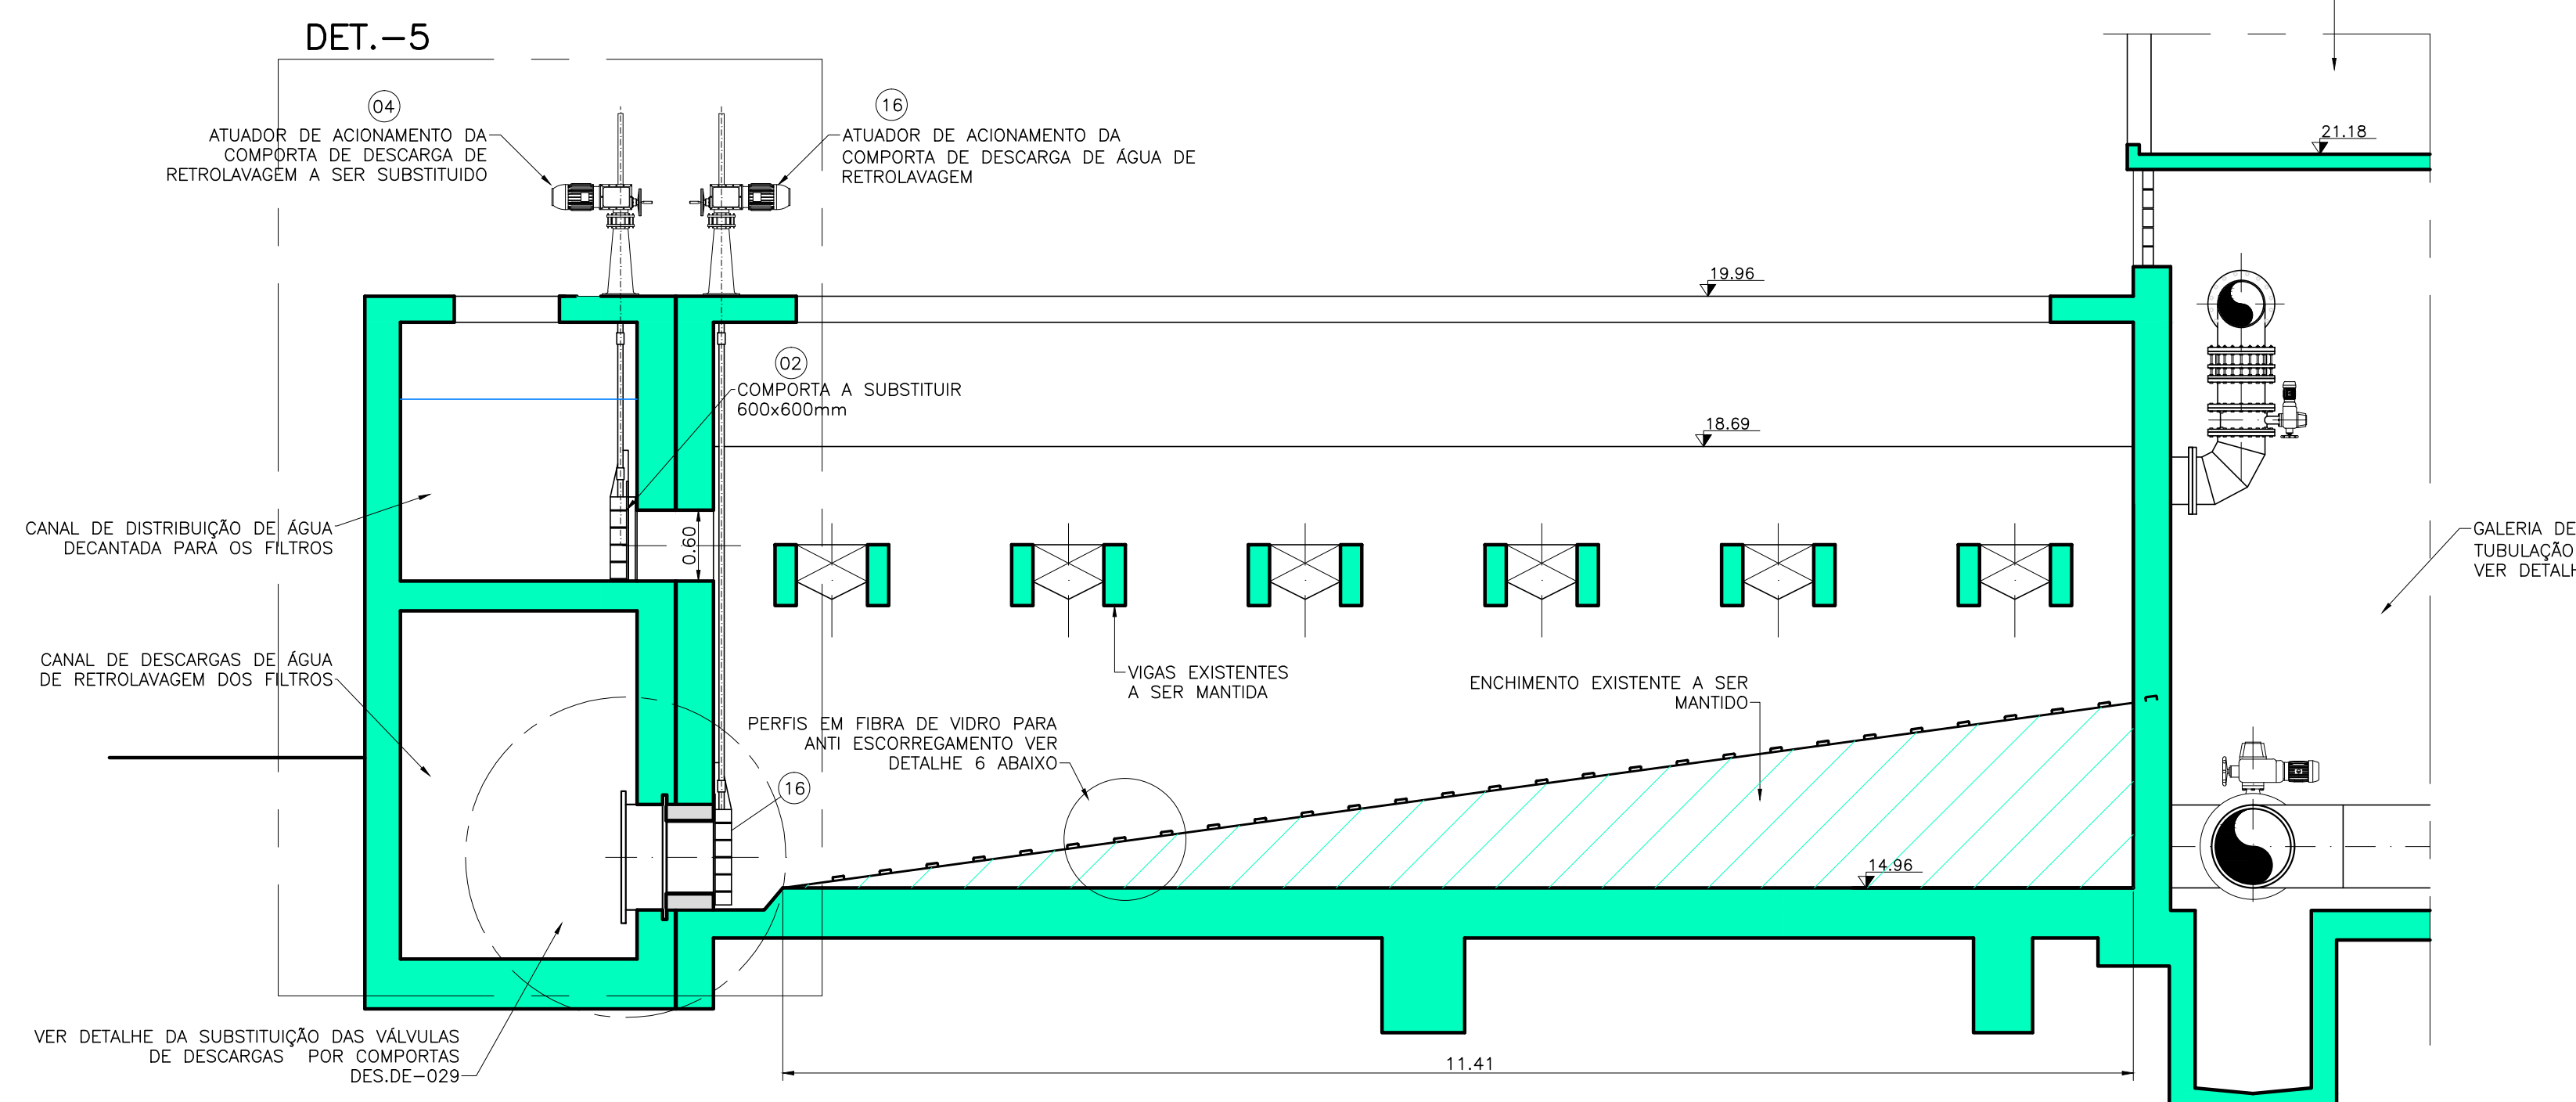 DET.-5
04
ATUADOR DE ACIONAMENTO DA
COMPORTA DE DESCARGA DE
RETROLAVAGEM A SER SUBSTITUIDO
16
ATUADOR DE ACIONAMENTO DA
COMPORTA DE DESCARGA DE ÁGUA DE
RETROLAVAGEM
21.18
19.96
02
COMPORTA A SUBSTITUIR
600x600mm
18.69
CANAL DE DISTRIBUIÇÃO DE ÁGUA
DECANTADA PARA OS FILTROS
0.60
GALERIA DE
TUBULAÇÃO
VER DETALH
CANAL DE DESCARGAS DE ÁGUA
DE RETROLAVAGEM DOS FILTROS
VIGAS EXISTENTES
A SER MANTIDA
ENCHIMENTO EXISTENTE A SER
MANTIDO
PERFIS EM FIBRA DE VIDRO PARA
ANTI ESCORREGAMENTO VER
DETALHE 6 ABAIXO
16
14.96
VER DETALHE DA SUBSTITUIÇÃO DAS VÁLVULAS
DE DESCARGAS POR COMPORTAS
DES.DE-029
11.41